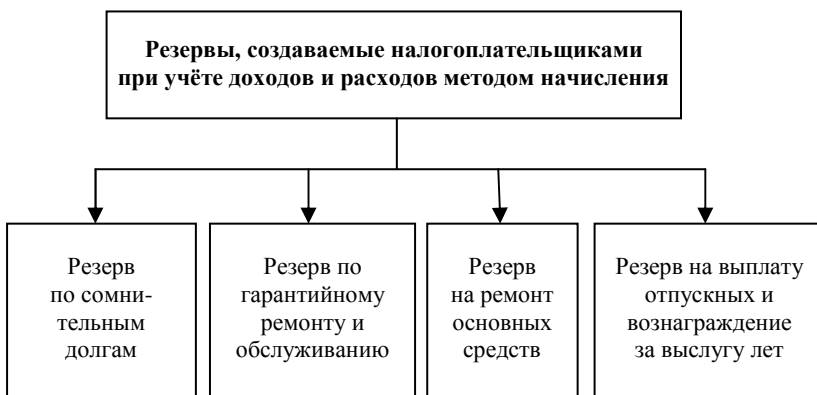 Резервы, создаваемые налогоплательщиками
при учёте доходов и расходов методом начисления
Резерв
по сомни-
тельным
долгам
Резерв по
гарантийному
ремонту и
обслуживанию
Резерв
на ремонт
основных
средств
Резерв на выплату
отпускных и
вознаграждение
за выслугу лет